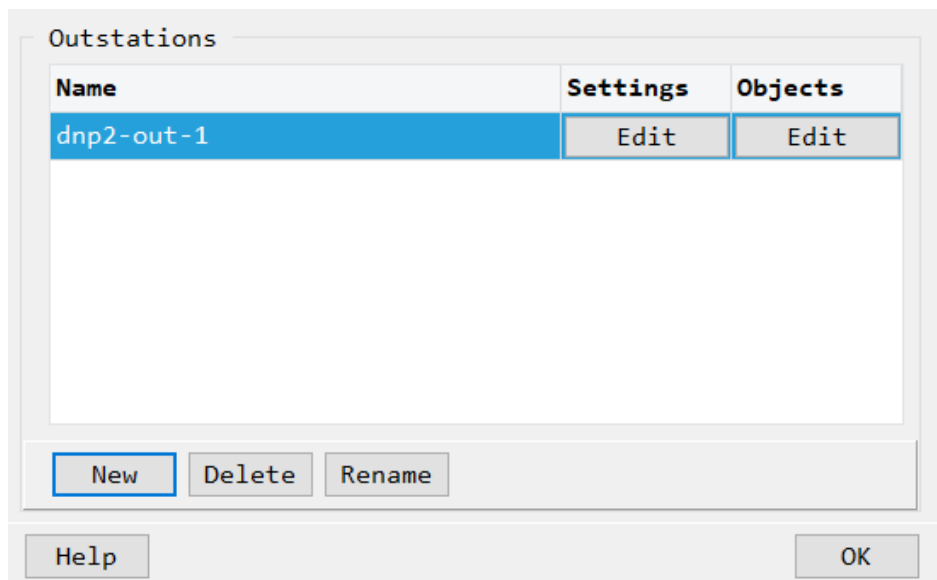 Outstations
Name Settings Objects
dnp2-out-1 Edit Edit
New Delete Rename
Help OK